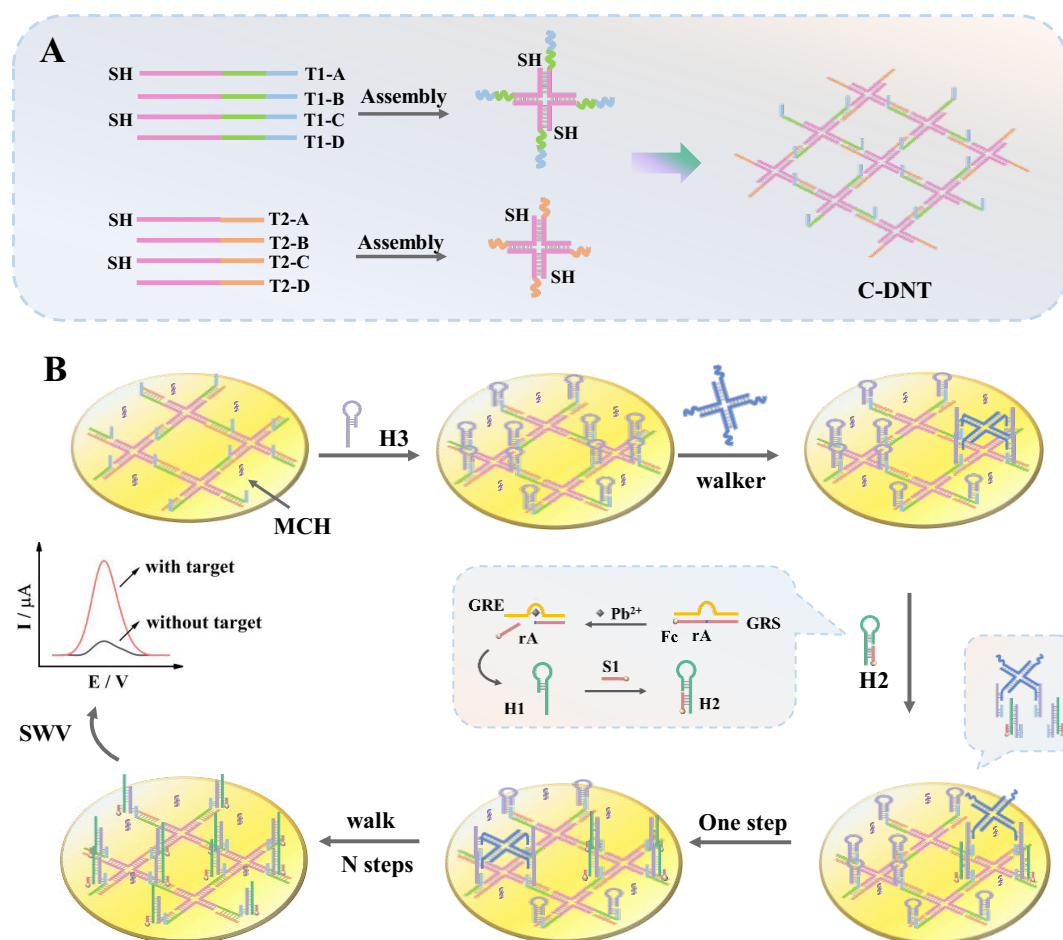 A
SH
T1-A
T1-B
SH
T1-C
T1-D
Assembly
SH
SH
SH
T2-A
T2-B
SH
T2-C
T2-D
Assembly
SH
SH
C-DNT
B
H3
walker
MCH
I / μA
with target
without target
E / V
GRE
rA
Pb²⁺
Fc
rA
GRS
H1
S1
H2
H2
SWV
walk
N steps
One step